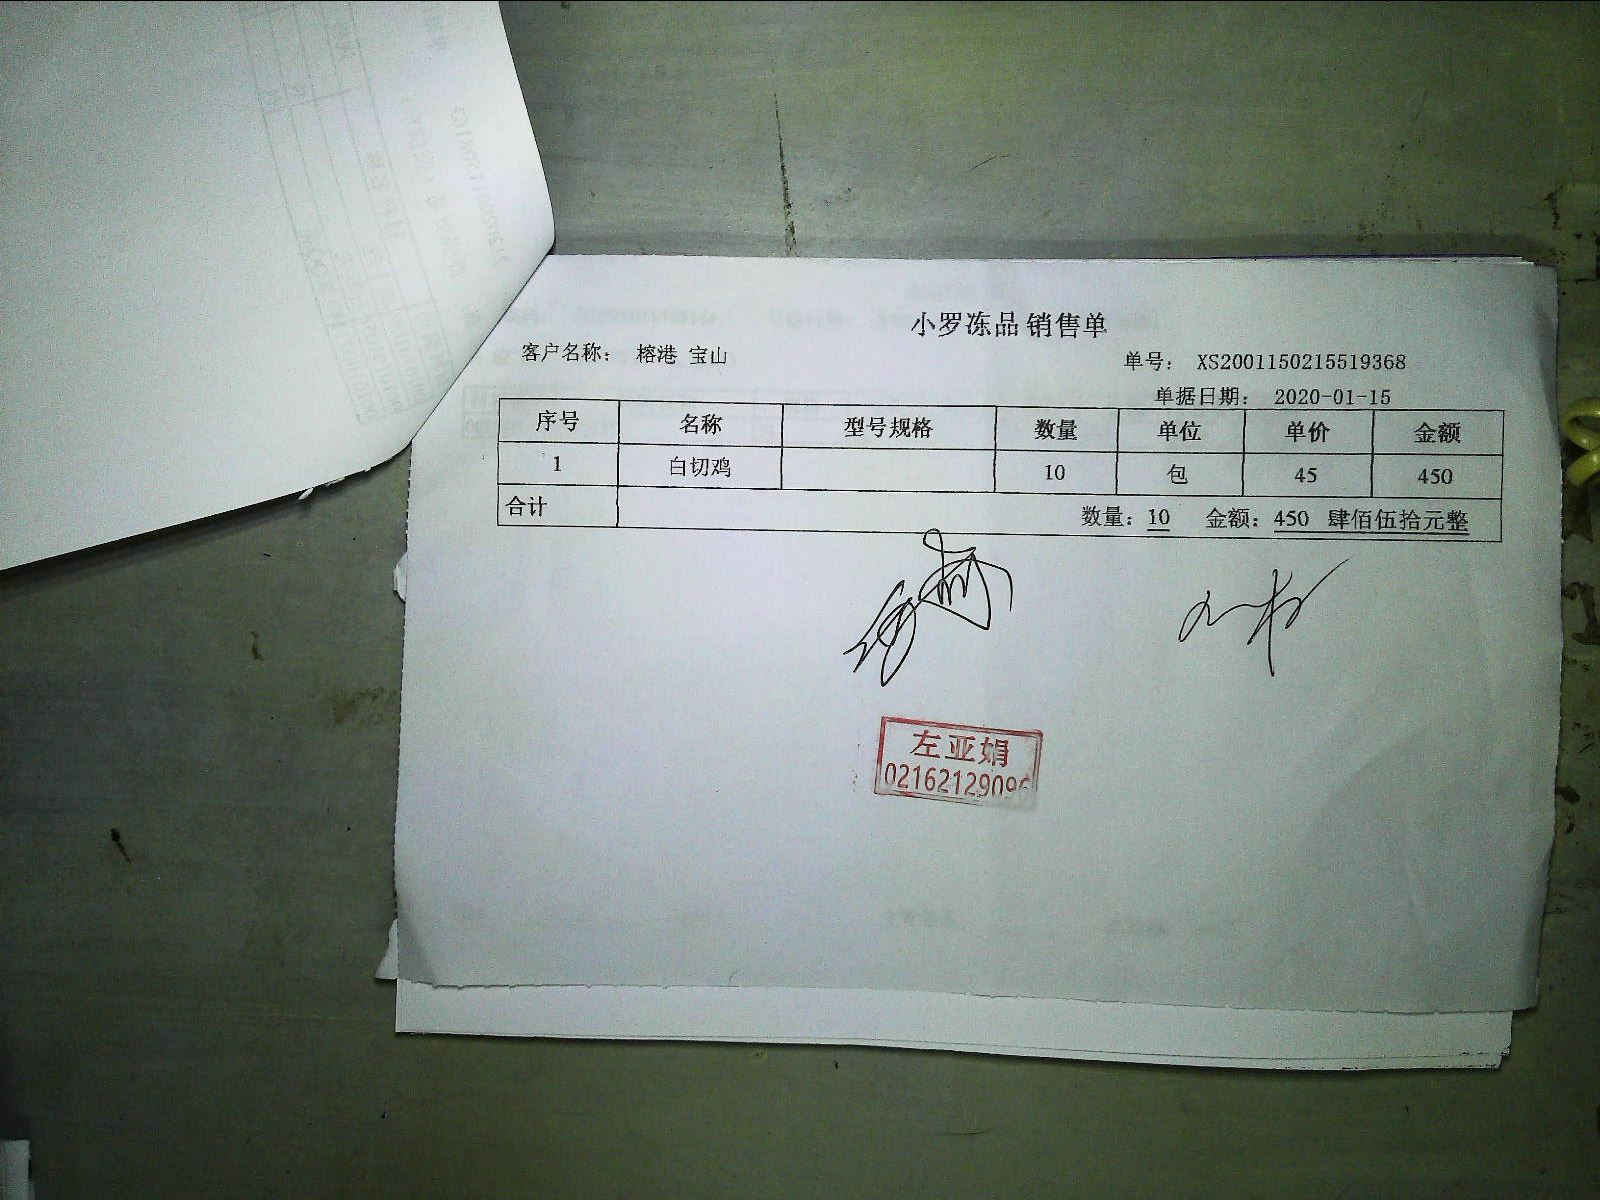 小罗冻品 销售单
客户名称： 榕港 宝山 单号： XS2001150215519368
单据日期： 2020-01-15
序号 名称 型号规格 数量 单位 单价 金额
1 白切鸡 10 包 45 450
合计 数量：10 金额：450 肆佰伍拾元整
左亚娟
0216212909